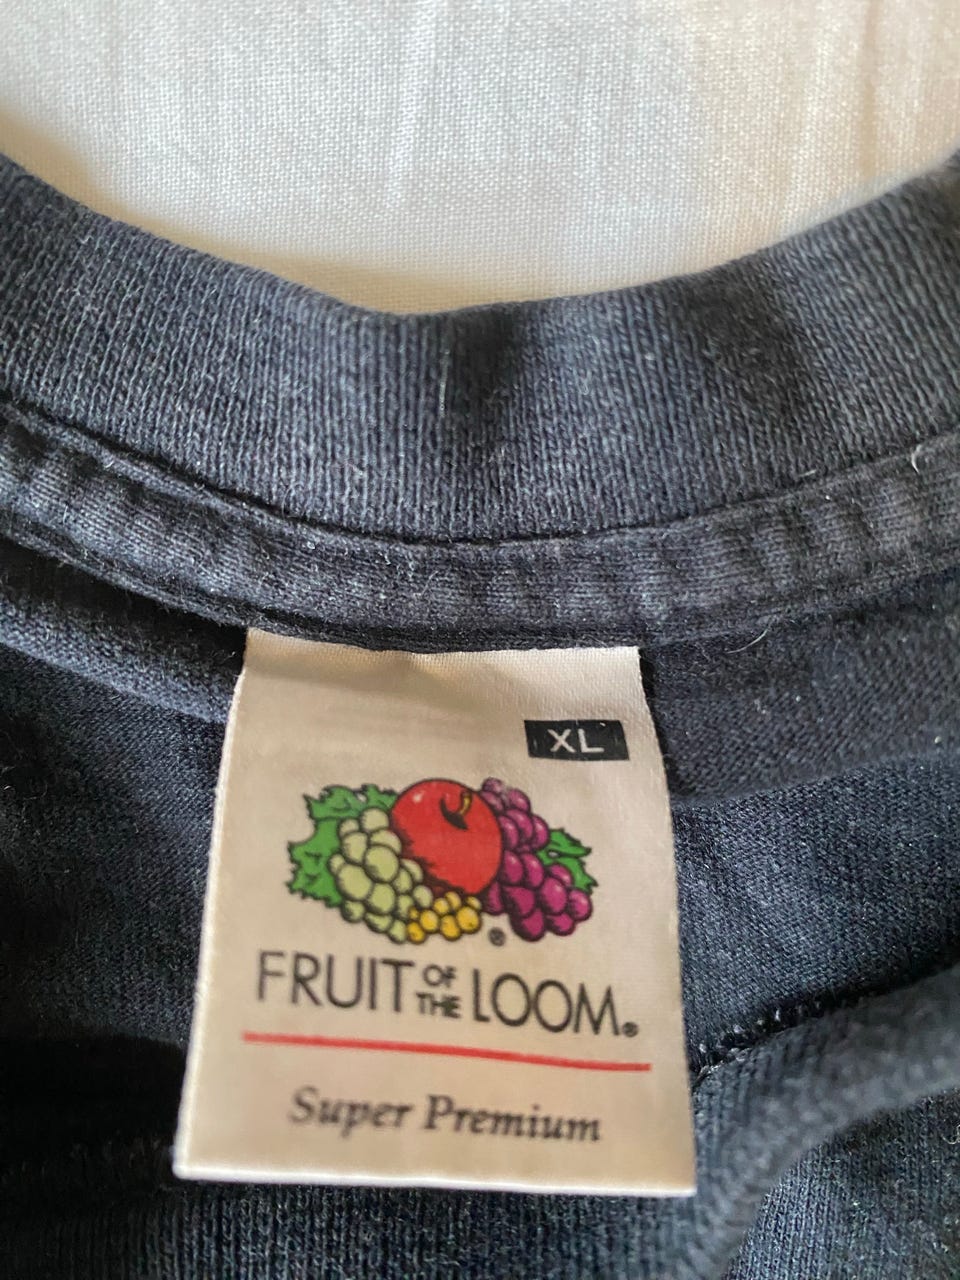 XL
®
FRUIT OF THE LOOM®
Super Premium